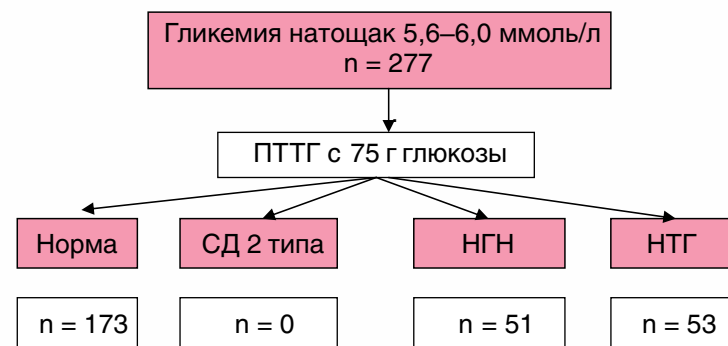 Гликемия натощак 5,6–6,0 ммоль/л
n = 277
ПТТГ с 75 г глюкозы
Норма
СД 2 типа
НГН
НТГ
n = 173
n = 0
n = 51
n = 53